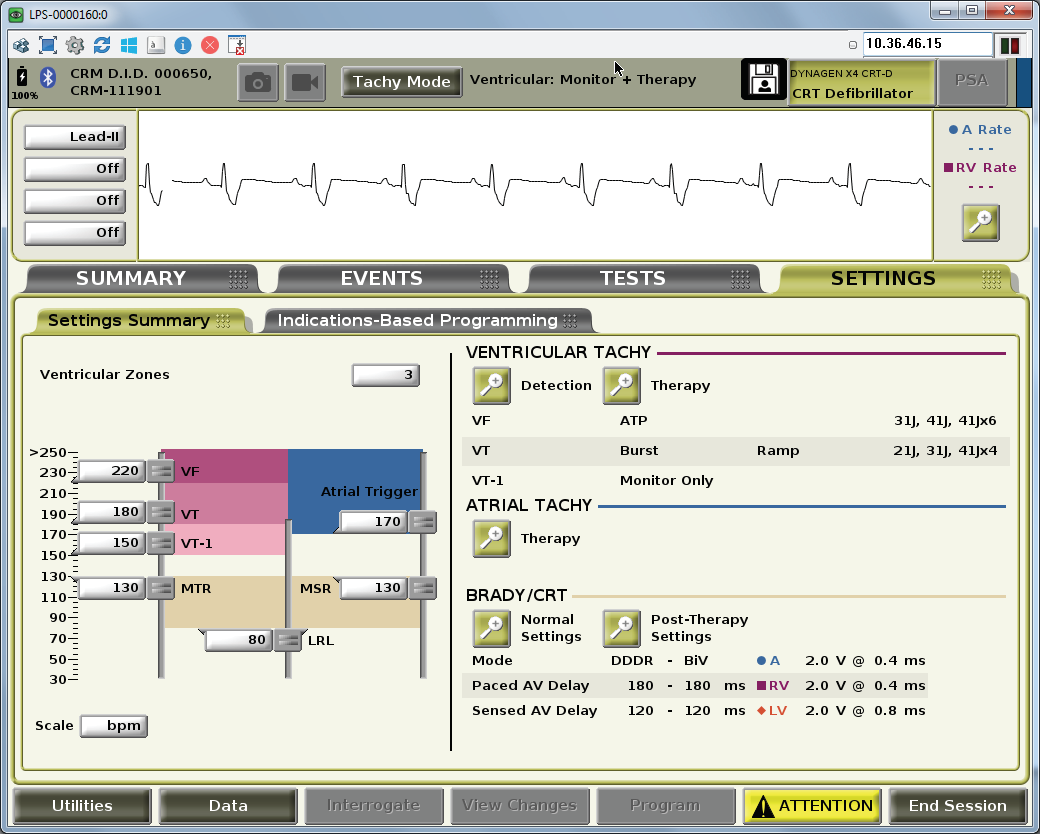 LPS-0000160:0
10.36.46.15
100%
CRM D.I.D. 000650,
CRM-111901
Tachy Mode
Ventricular: Monitor + Therapy
DYNAGEN X4 CRT-D
CRT Defibrillator
PSA
Lead-II
Off
Off
Off
A Rate
- - -
RV Rate
- - -
SUMMARY
EVENTS
TESTS
SETTINGS
Settings Summary
Indications-Based Programming
Ventricular Zones
3
>250
230
210
190
170
150
130
110
90
70
50
30
220
VF
180
VT
150
VT-1
130
MTR
Atrial Trigger
170
MSR
130
80
LRL
Scale
bpm
VENTRICULAR TACHY
Detection
Therapy
VF ATP 31J, 41J, 41Jx6
VT Burst Ramp 21J, 31J, 41Jx4
VT-1 Monitor Only
ATRIAL TACHY
Therapy
BRADY/CRT
Normal
Settings
Post-Therapy
Settings
Mode DDDR - BiV A 2.0 V @ 0.4 ms
Paced AV Delay 180 - 180 ms RV 2.0 V @ 0.4 ms
Sensed AV Delay 120 - 120 ms LV 2.0 V @ 0.8 ms
Utilities
Data
Interrogate
View Changes
Program
ATTENTION
End Session